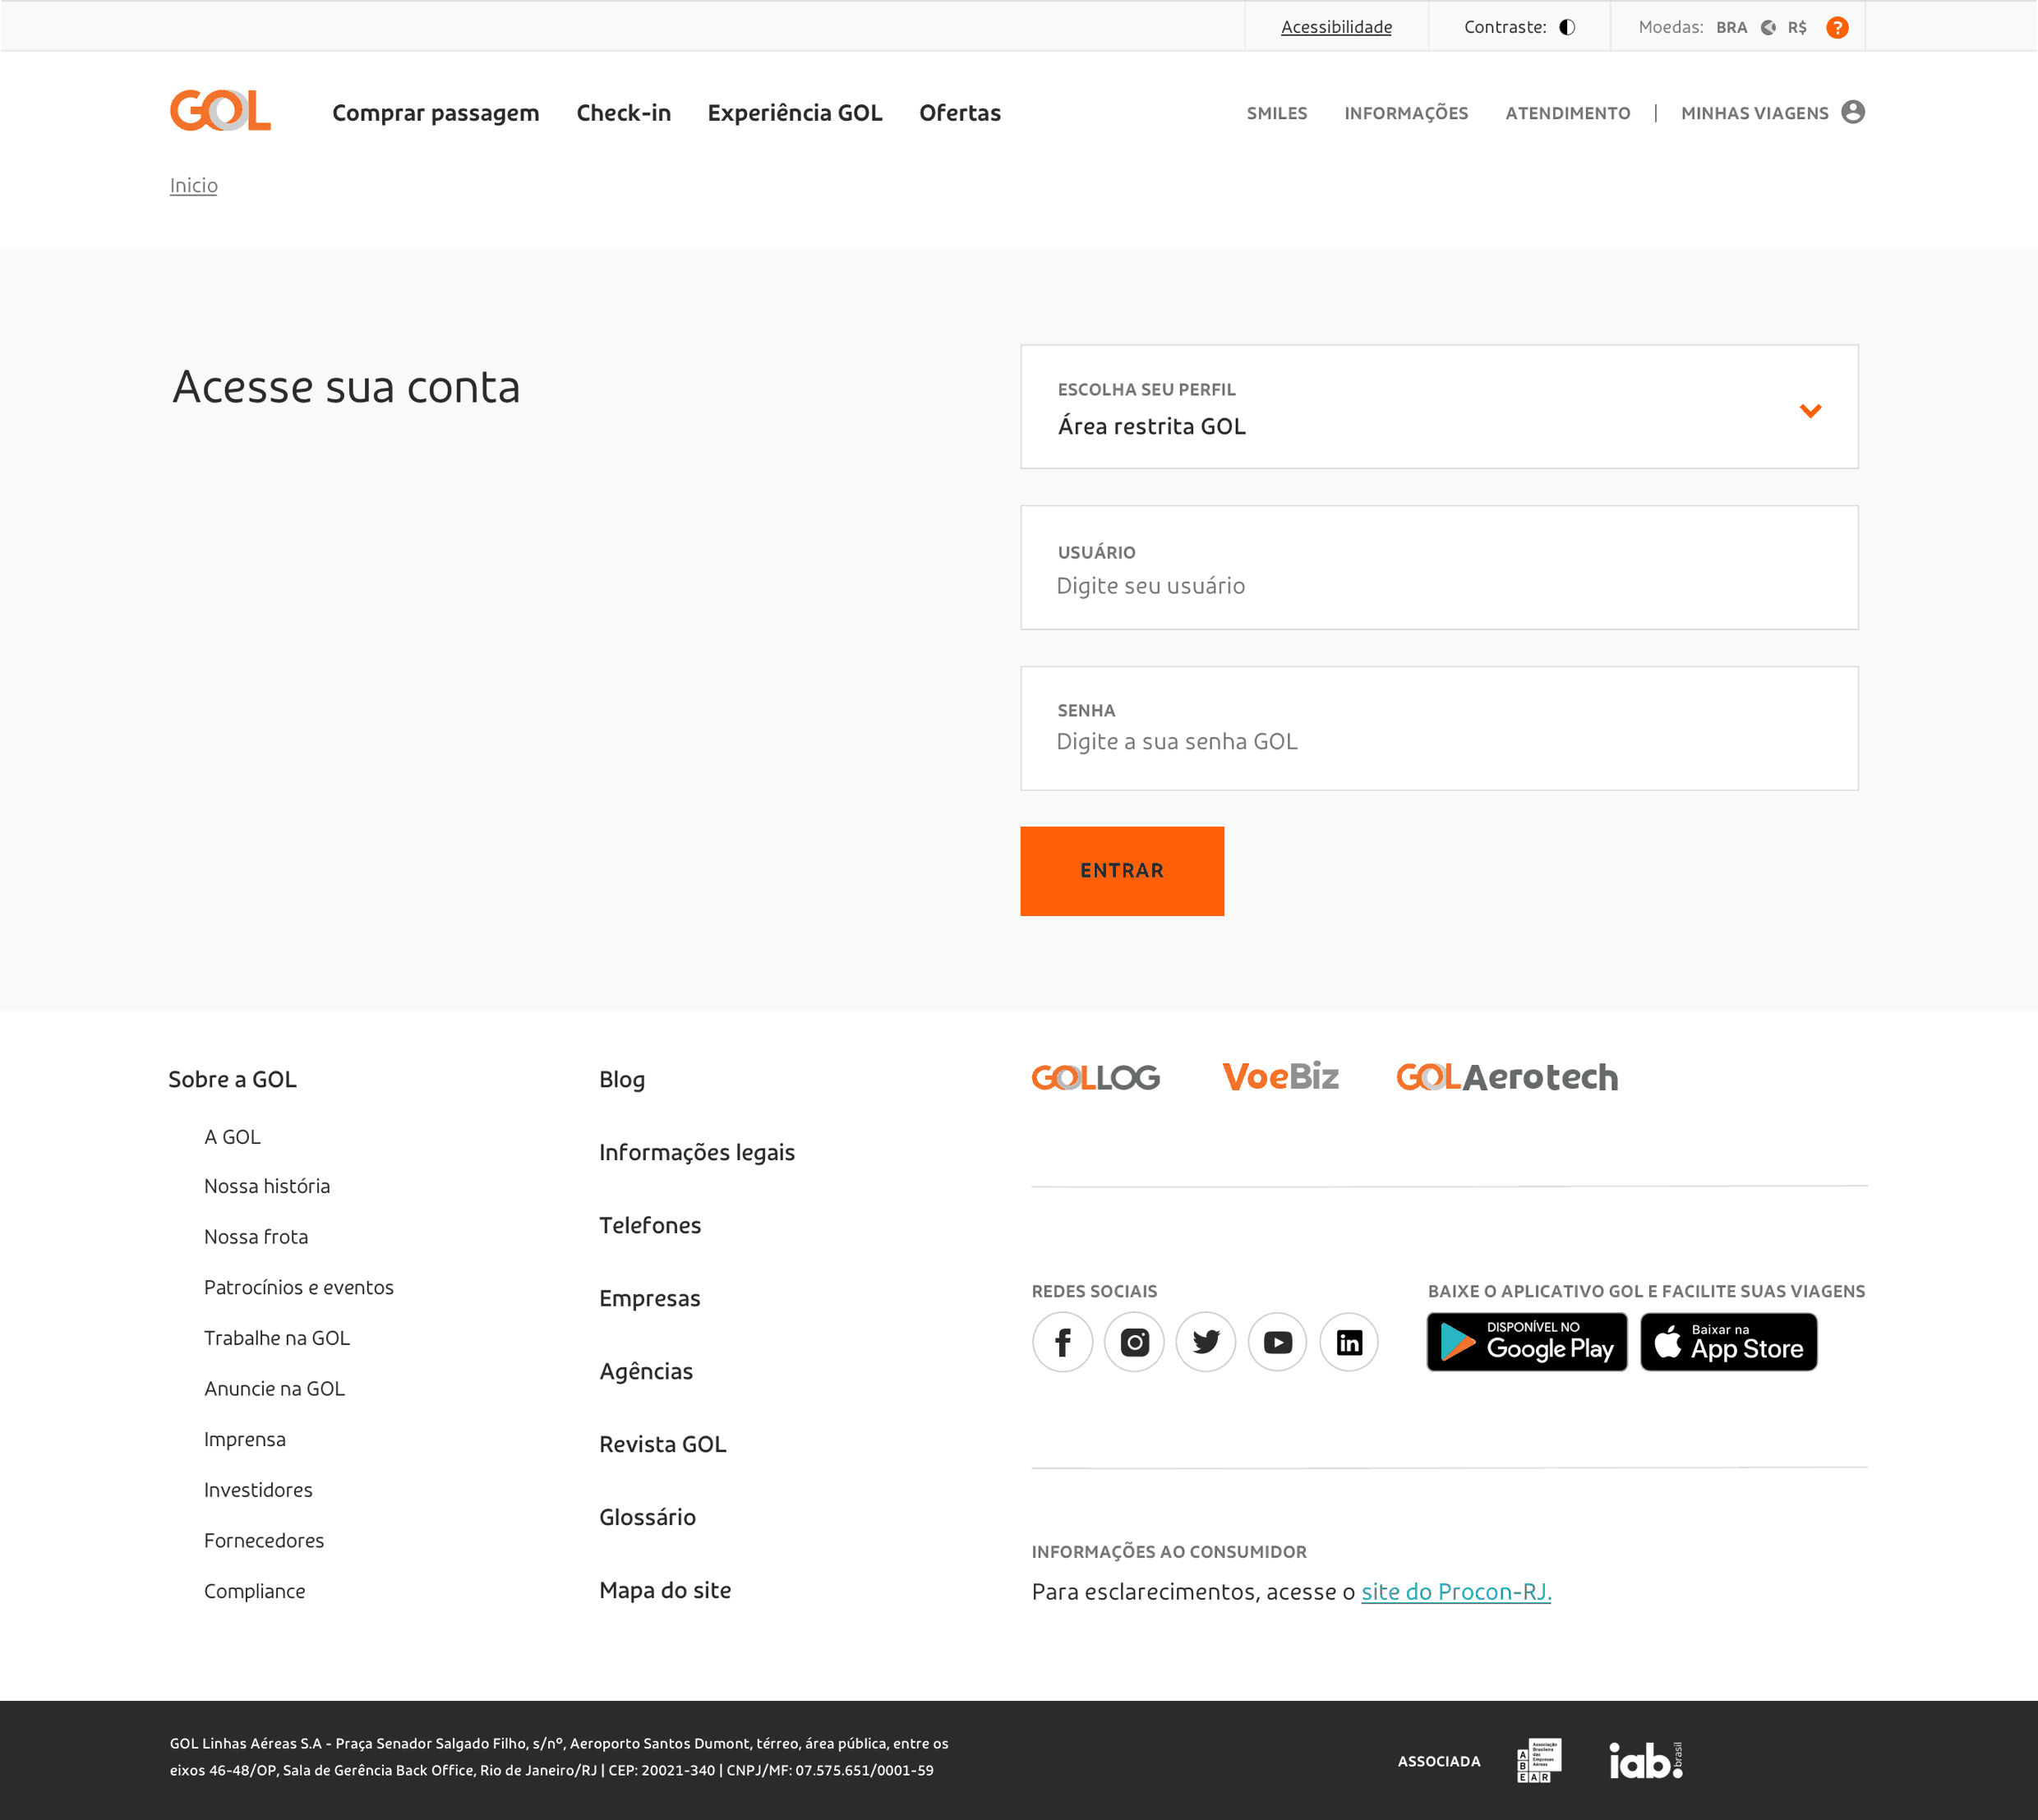 Acessibilidade
Contraste:
Moedas: BRA R$ ?
GOL
Comprar passagem
Check-in
Experiência GOL
Ofertas
SMILES
INFORMAÇÕES
ATENDIMENTO
|
MINHAS VIAGENS
Inicio
Acesse sua conta
ESCOLHA SEU PERFIL
Área restrita GOL
USUÁRIO
Digite seu usuário
SENHA
Digite a sua senha GOL
ENTRAR
Sobre a GOL
A GOL
Nossa história
Nossa frota
Patrocínios e eventos
Trabalhe na GOL
Anuncie na GOL
Imprensa
Investidores
Fornecedores
Compliance
Blog
Informações legais
Telefones
Empresas
Agências
Revista GOL
Glossário
Mapa do site
GOLLOG
VoeBiz
GOLAerotech
REDES SOCIAIS
BAIXE O APLICATIVO GOL E FACILITE SUAS VIAGENS
DISPONÍVEL NO
Google Play
Baixar na
App Store
INFORMAÇÕES AO CONSUMIDOR
Para esclarecimentos, acesse o site do Procon-RJ.
GOL Linhas Aéreas S.A - Praça Senador Salgado Filho, s/nº, Aeroporto Santos Dumont, térreo, área pública, entre os
eixos 46-48/OP, Sala de Gerência Back Office, Rio de Janeiro/RJ | CEP: 20021-340 | CNPJ/MF: 07.575.651/0001-59
ASSOCIADA
ABEAR
Associação
Brasileira
das
Empresas
Aéreas
iab.brasil